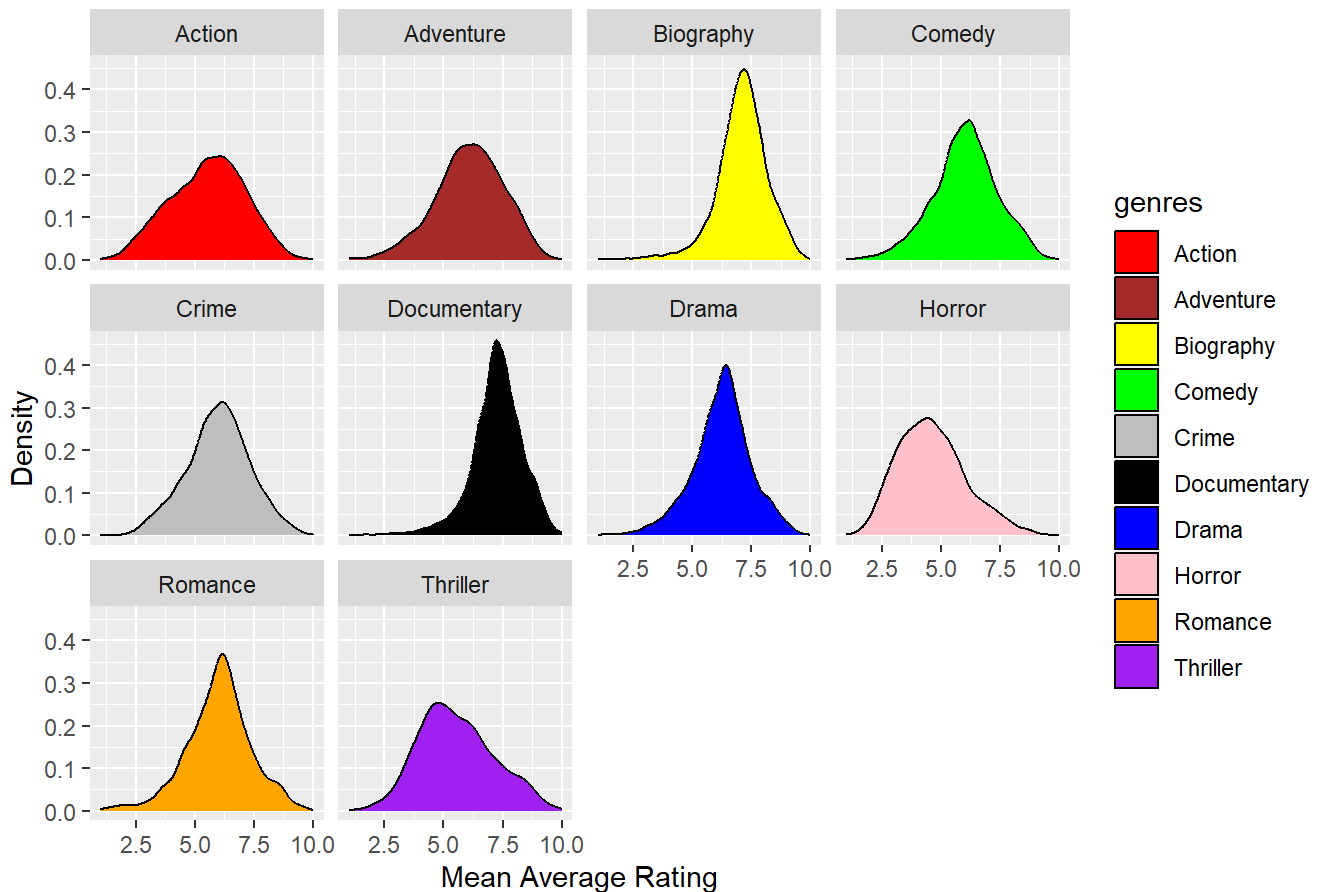 Action Adventure Biography Comedy
0.4
0.3
0.2
0.1
0.0
Crime Documentary Drama Horror
0.4
0.3
0.2
0.1
0.0
2.5 5.0 7.5 10.0 2.5 5.0 7.5 10.0
Romance Thriller
0.4
0.3
0.2
0.1
0.0
2.5 5.0 7.5 10.0 2.5 5.0 7.5 10.0
Mean Average Rating
Density
genres
Action
Adventure
Biography
Comedy
Crime
Documentary
Drama
Horror
Romance
Thriller